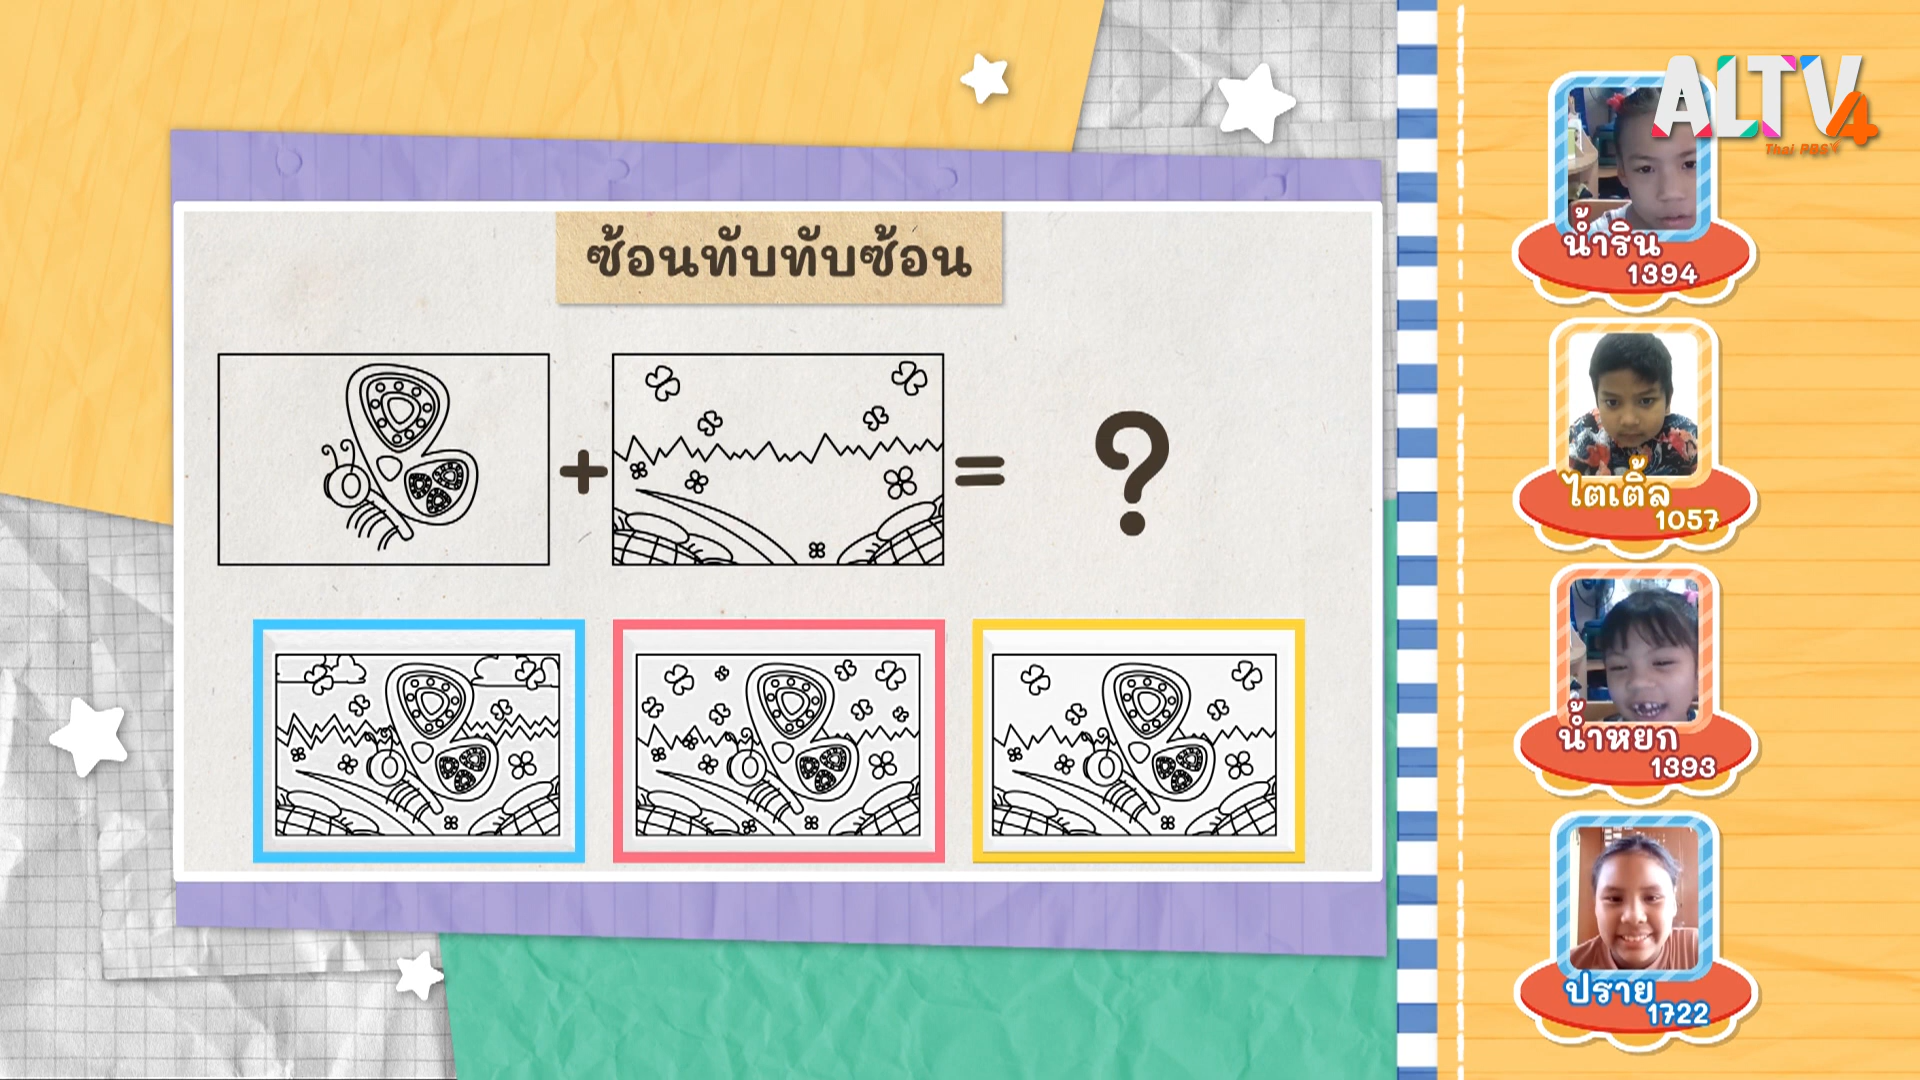 ซ้อนทับทับซ้อน
+
=
?
ALTV4
Thai PBS
น้ำริน
1394
ไตเติ้ล
1057
น้ำหยก
1393
ปราย
1722